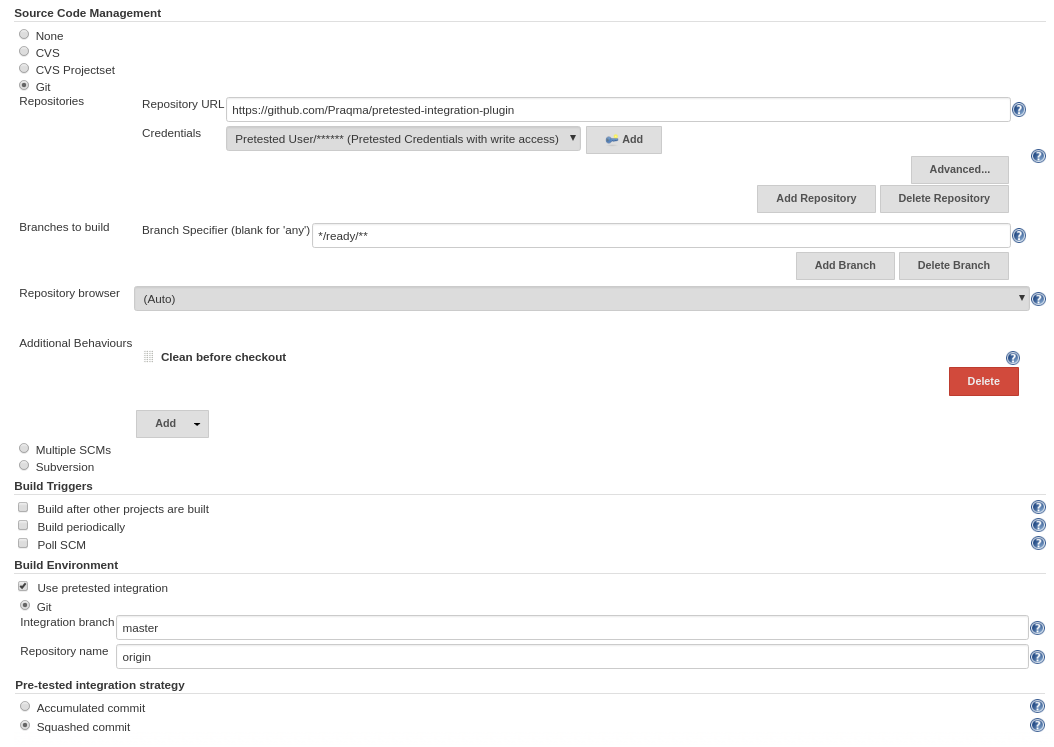 Source Code Management
None
CVS
CVS Projectset
Git
Repositories
Repository URL https://github.com/Praqma/pretested-integration-plugin
Credentials Pretested User/****** (Pretested Credentials with write access) Add
Advanced...
Add Repository Delete Repository
Branches to build Branch Specifier (blank for 'any') */ready/**
Add Branch Delete Branch
Repository browser (Auto)
Additional Behaviours
Clean before checkout
Delete
Add
Multiple SCMs
Subversion
Build Triggers
Build after other projects are built
Build periodically
Poll SCM
Build Environment
Use pretested integration
Git
Integration branch master
Repository name origin
Pre-tested integration strategy
Accumulated commit
Squashed commit